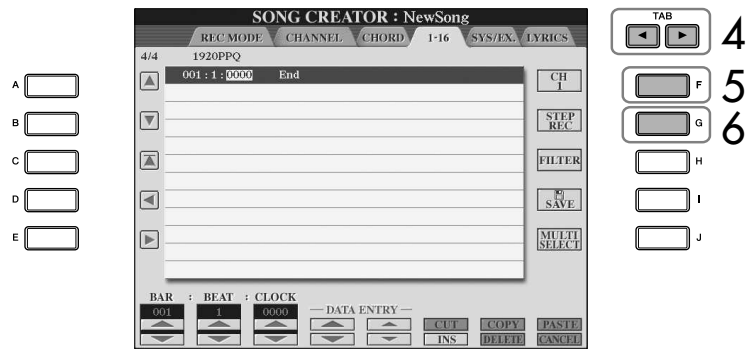 SONG CREATOR : NewSong
TAB
REC MODE CHANNEL CHORD 1-16 SYS/EX. LYRICS
4
4/4 1920PPQ
001 : 1 : 0000 End
CH 1
A
F 5
B
STEP REC
G 6
C
FILTER
H
D
SAVE
I
E
MULTI SELECT
J
BAR : BEAT : CLOCK
DATA ENTRY
001 1 0000
CUT COPY PASTE
INS DELETE CANCEL